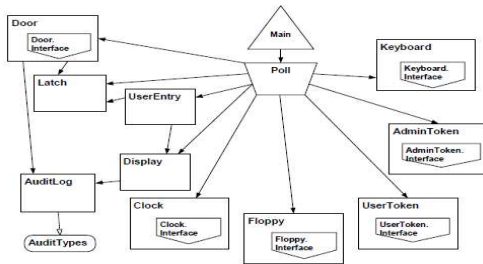 Door
Door.
Interface
Main
Keyboard
Keyboard.
Interface
Poll
Latch
UserEntry
AdminToken
AdminToken.
Interface
Display
AuditLog
Clock
Clock.
Interface
Floppy
Floppy.
Interface
UserToken
UserToken.
Interface
AuditTypes